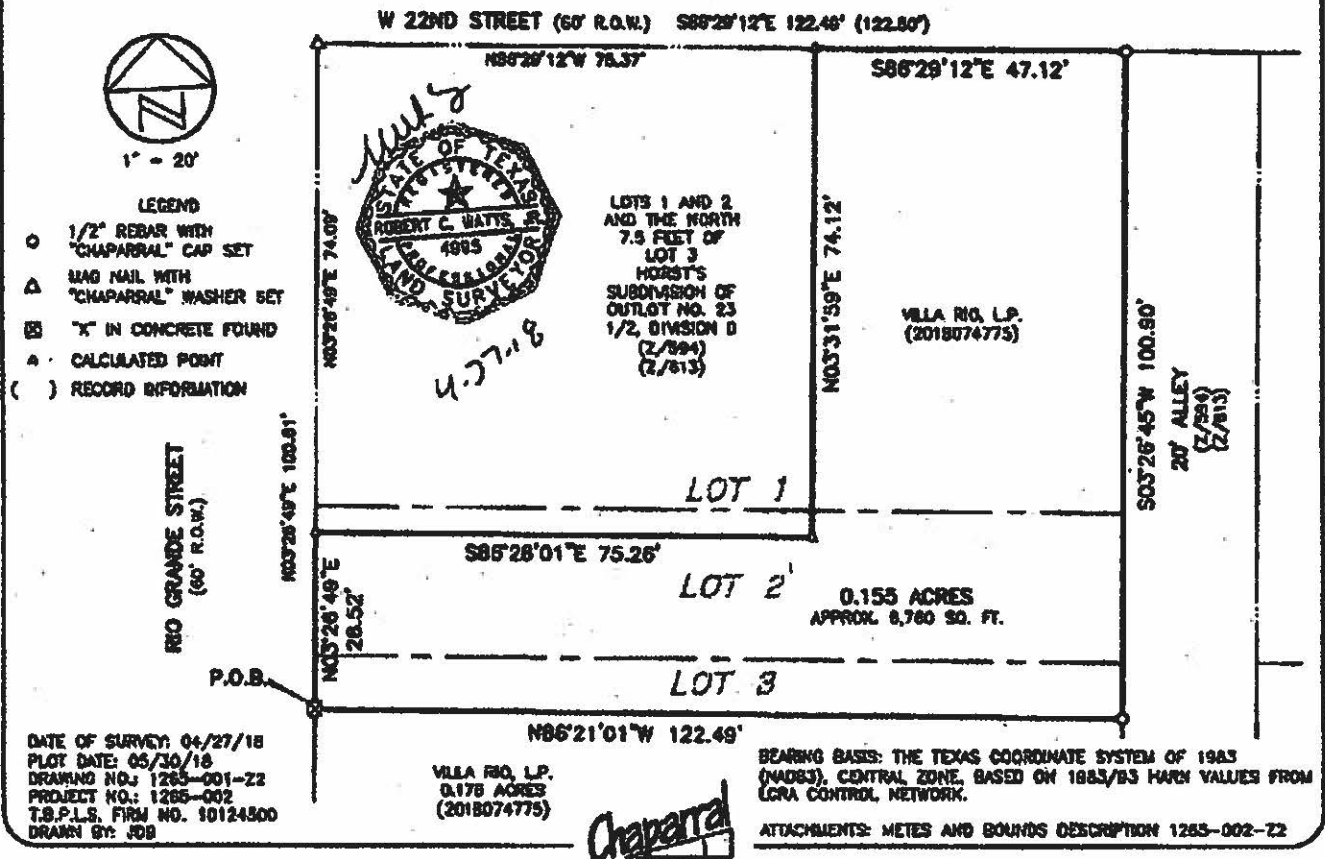 W 22ND STREET (60' R.O.W.) S86°29'12"E 122.48' (122.50')
N86°29'12"W 75.37'
S86°29'12"E 47.12'
1" = 20'
LEGEND
1/2" REBAR WITH
"CHAPARRAL" CAP SET
MAG NAIL WITH
"CHAPARRAL" WASHER SET
"X" IN CONCRETE FOUND
CALCULATED POINT
( ) RECORD INFORMATION
STATE OF TEXAS
REGISTERED
ROBERT C. WATTS, JR.
4995
PROFESSIONAL
LAND SURVEYOR
4-27-18
N03°26'49"E 74.09'
LOTS 1 AND 2
AND THE NORTH
7.5 FEET OF
LOT 3
HORST'S
SUBDIVISION OF
OUTLOT NO. 23
1/2, DIVISION D
(Z/594)
(Z/613)
N03°31'59"E 74.12'
VILLA RIO, L.P.
(2018074775)
S03°26'45"W 100.90'
20' ALLEY
(Z/594)
(Z/613)
RIO GRANDE STREET
(60' R.O.W.)
N03°26'49"E 100.61'
LOT 1
S86°28'01"E 75.26'
N03°26'49"E
26.52'
LOT 2
0.155 ACRES
APPROX. 6,760 SQ. FT.
P.O.B.
LOT 3
N86°21'01"W 122.49'
DATE OF SURVEY: 04/27/18
PLOT DATE: 05/30/18
DRAWING NO.: 1265-001-Z2
PROJECT NO.: 1265-002
T.B.P.L.S. FIRM NO. 10124500
DRAWN BY: JDB
VILLA RIO, L.P.
0.176 ACRES
(2018074775)
Chaparral
BEARING BASIS: THE TEXAS COORDINATE SYSTEM OF 1983
(NAD83), CENTRAL ZONE, BASED ON 1983/93 HARN VALUES FROM
LCRA CONTROL NETWORK.
ATTACHMENTS: METES AND BOUNDS DESCRIPTION 1265-002-Z2